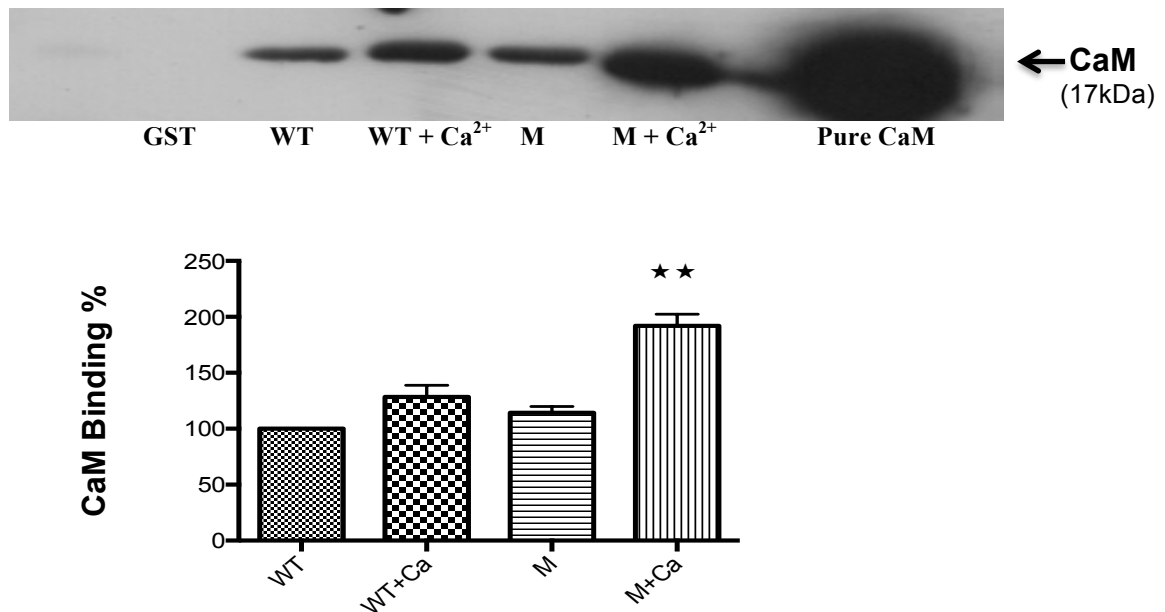 ← CaM
(17kDa)
GST WT WT + Ca²⁺ M M + Ca²⁺ Pure CaM
CaM Binding %
250
★★
200
150
100
50
0
WT WT+Ca M M+Ca